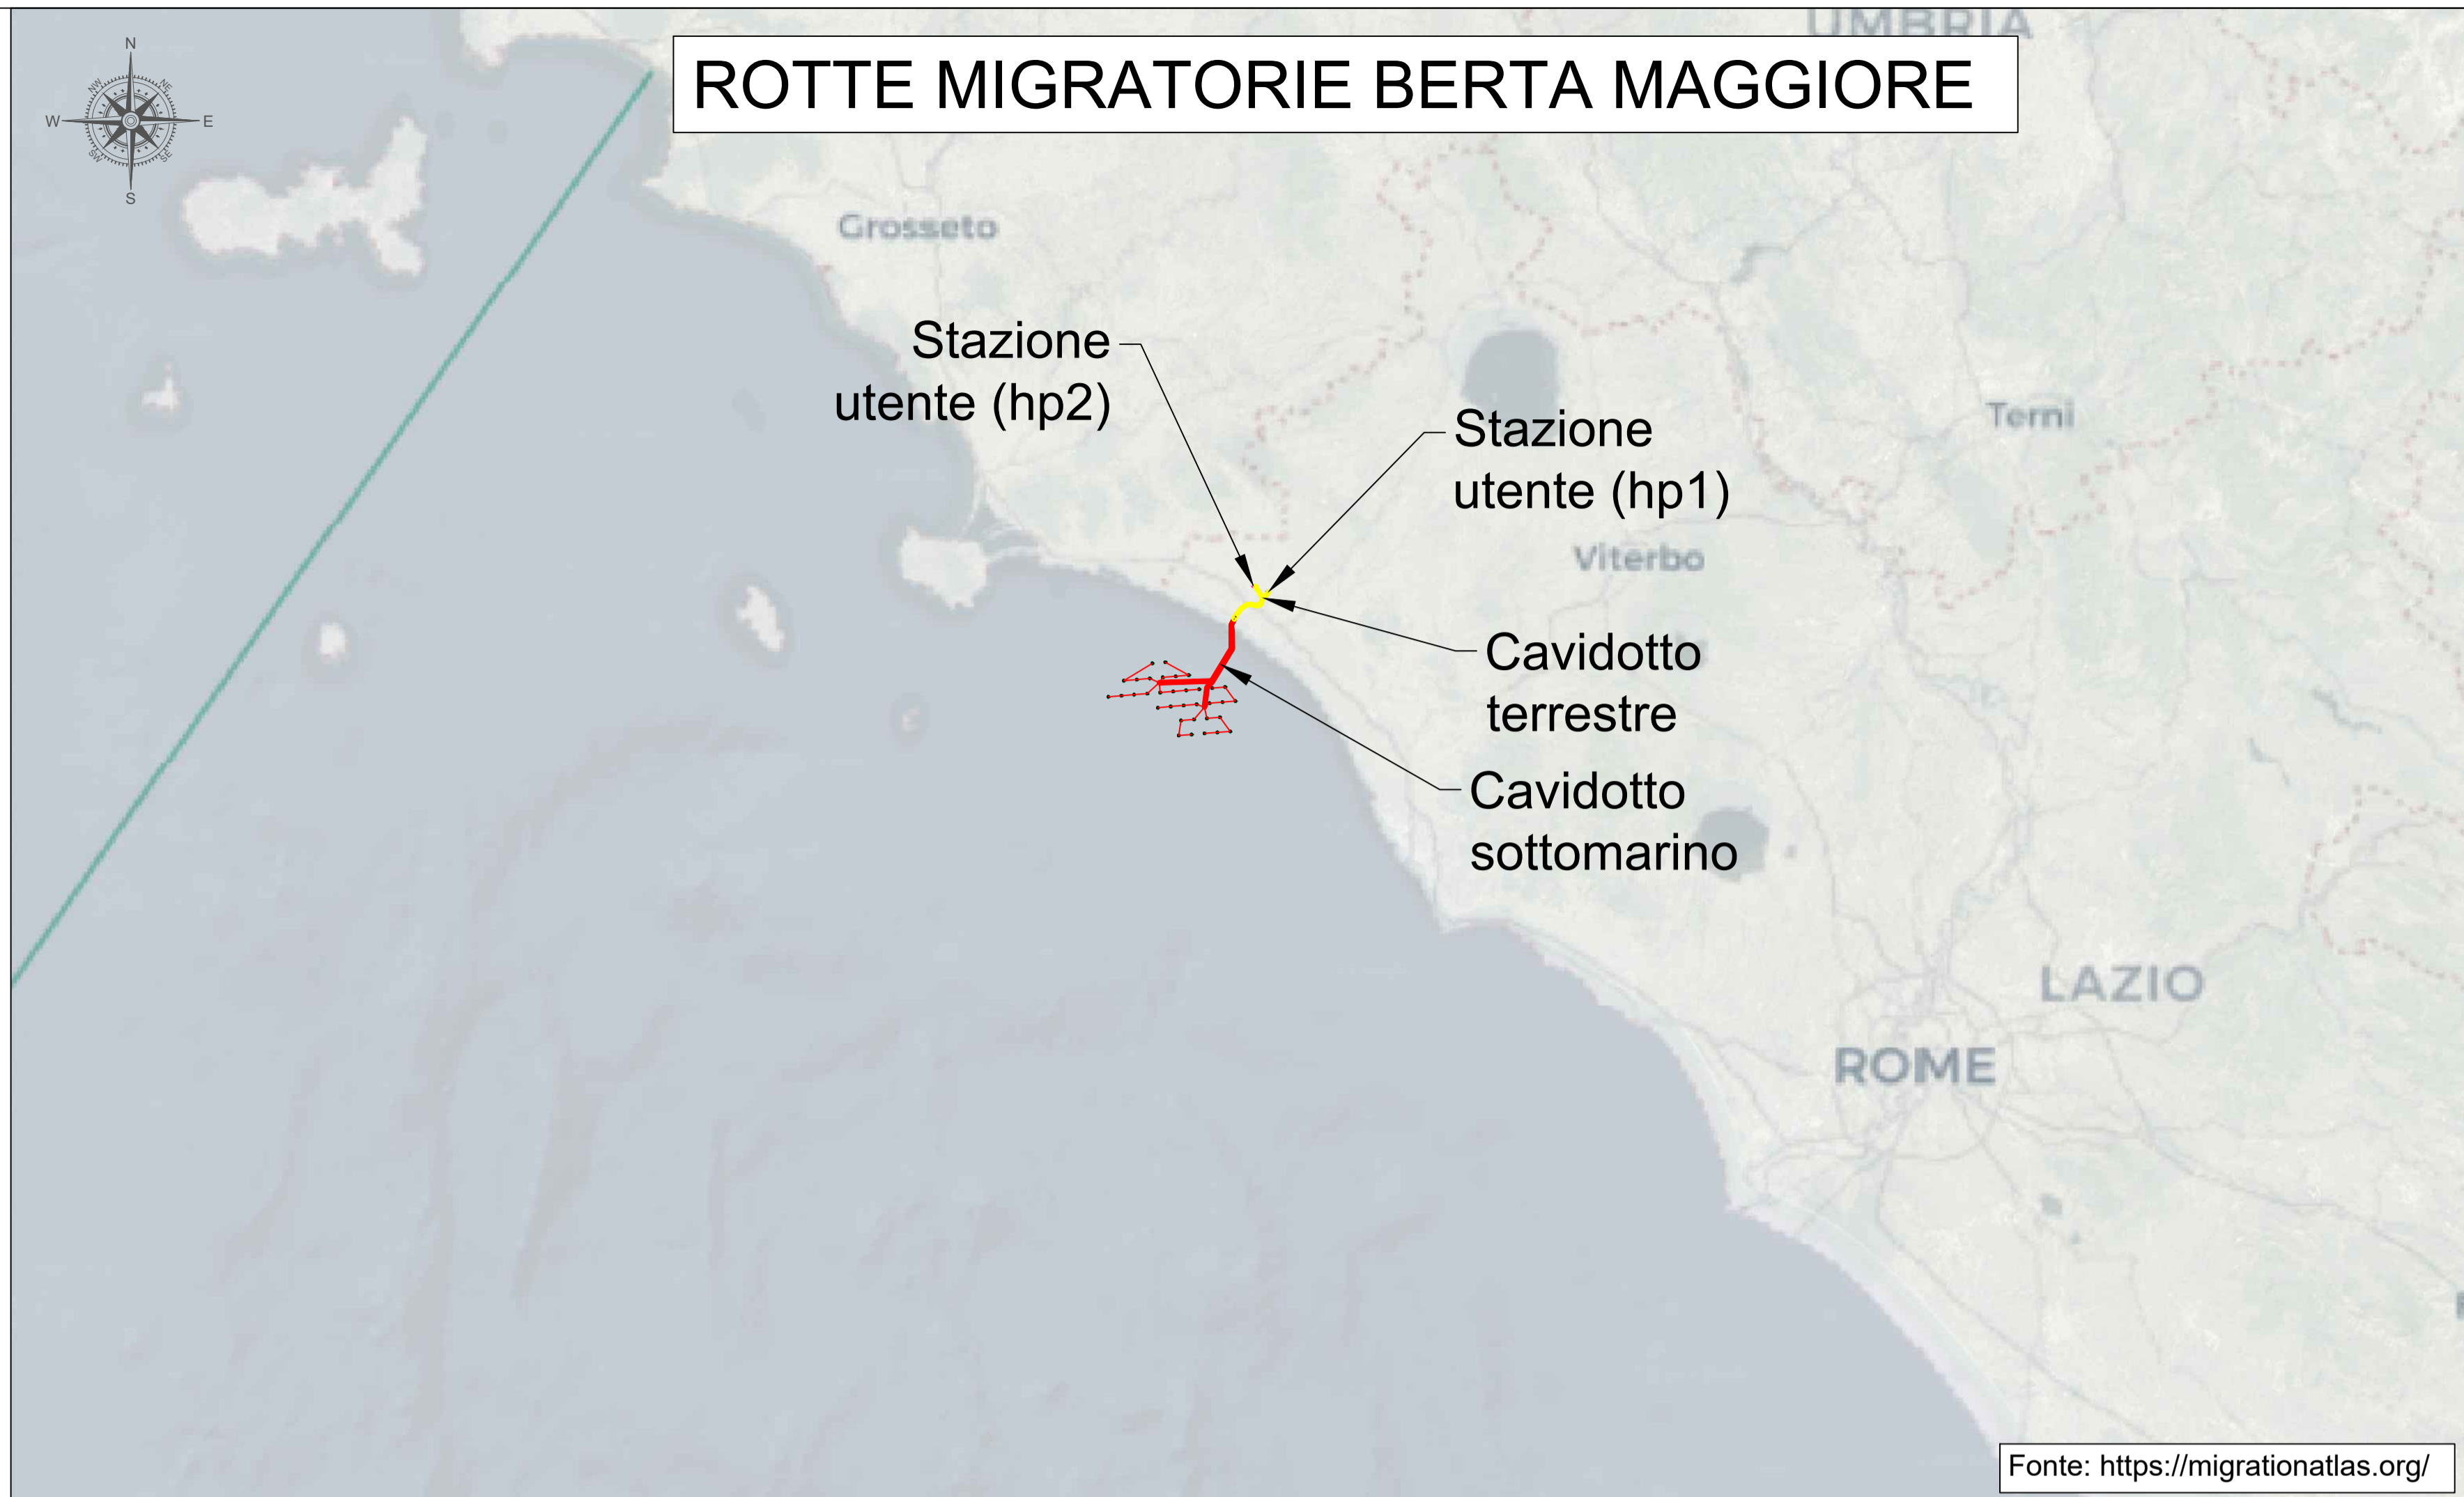 UMBRIA
ROTTE MIGRATORIE BERTA MAGGIORE
N
NW
NE
W
E
SW
SE
S
Grosseto
Stazione
utente (hp2)
Stazione
utente (hp1)
Terni
Viterbo
Cavidotto
terrestre
Cavidotto
sottomarino
LAZIO
ROME
Fonte: https://migrationatlas.org/